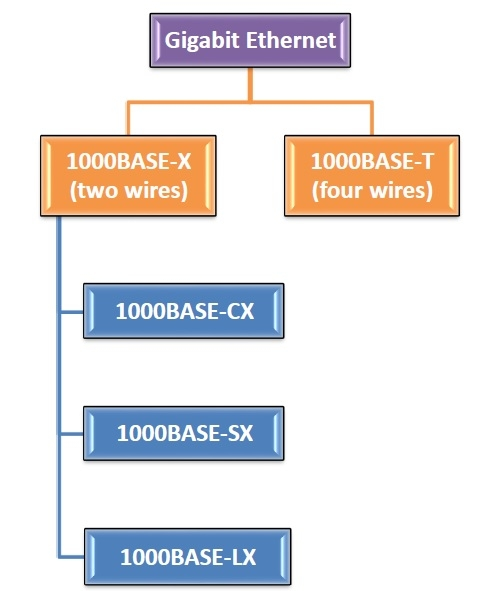 Gigabit Ethernet
1000BASE-X
(two wires)
1000BASE-T
(four wires)
1000BASE-CX
1000BASE-SX
1000BASE-LX